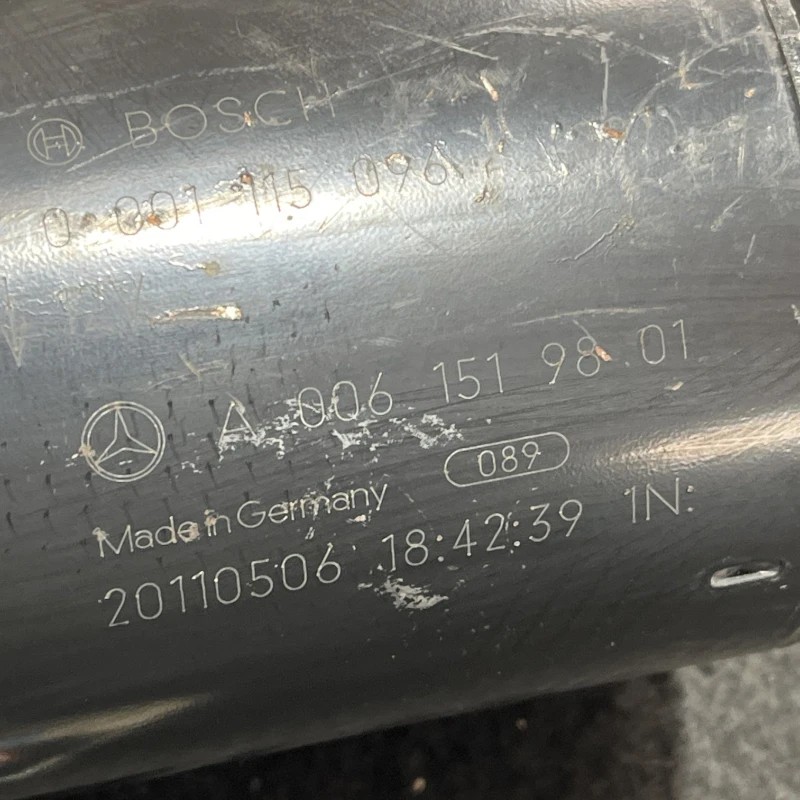 BOSCH
0 001 115 096
A 006 151 98 01
089
Made in Germany
20110506 18:42:39 1N: